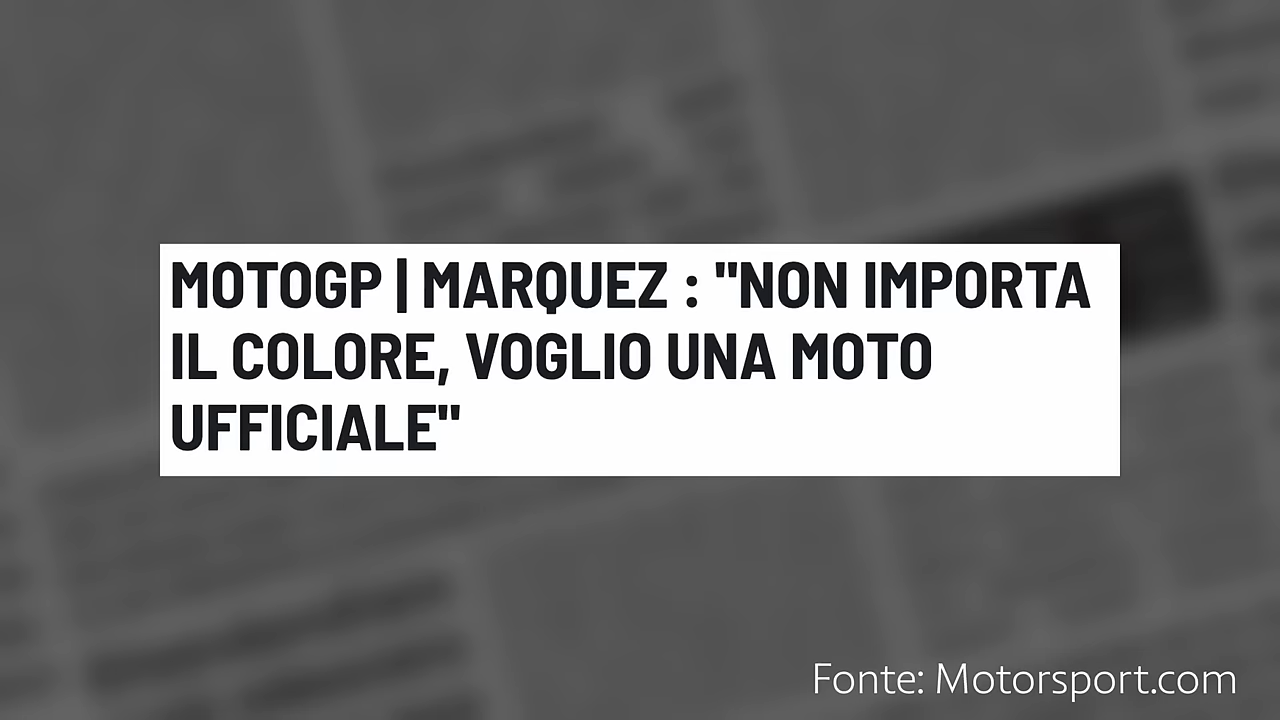 MOTOGP | MARQUEZ : "NON IMPORTA
IL COLORE, VOGLIO UNA MOTO
UFFICIALE"
Fonte: Motorsport.com